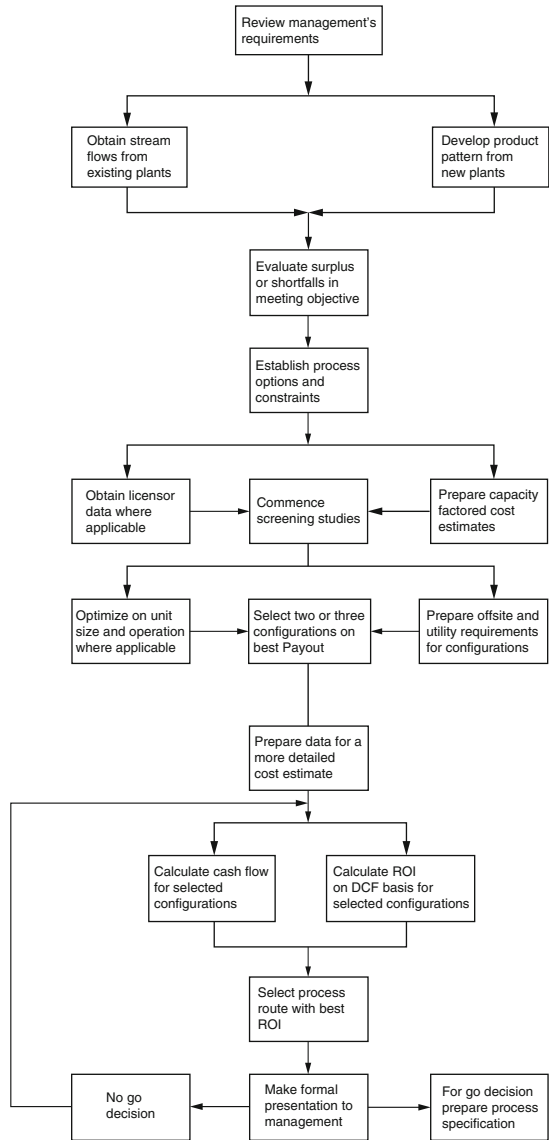 Review management's
requirements
Obtain stream
flows from
existing plants
Develop product
pattern from
new plants
Evaluate surplus
or shortfalls in
meeting objective
Establish process
options and
constraints
Obtain licensor
data where
applicable
Commence
screening studies
Prepare capacity
factored cost
estimates
Optimize on unit
size and operation
where applicable
Select two or three
configurations on
best Payout
Prepare offsite and
utility requirements
for configurations
Prepare data for a
more detailed
cost estimate
Calculate cash flow
for selected
configurations
Calculate ROI
on DCF basis for
selected configurations
Select process
route with best
ROI
No go
decision
Make formal
presentation to
management
For go decision
prepare process
specification